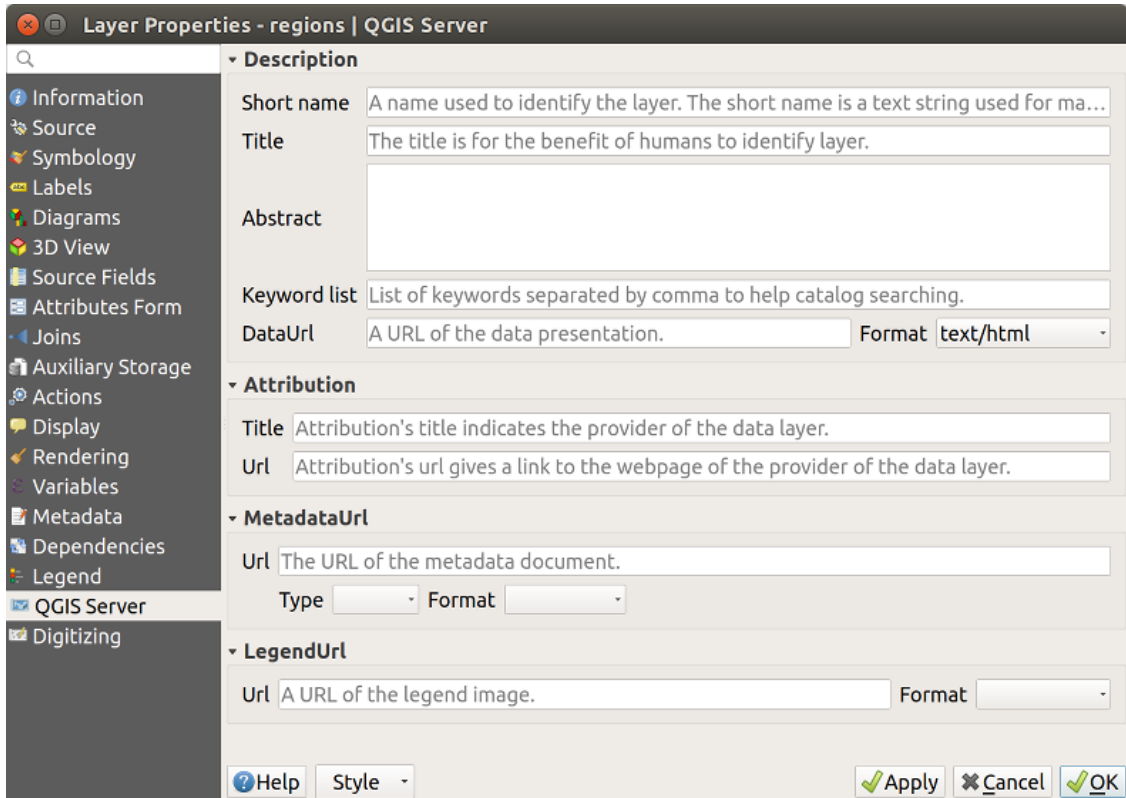 Layer Properties - regions | QGIS Server
Information
Source
Symbology
Labels
Diagrams
3D View
Source Fields
Attributes Form
Joins
Auxiliary Storage
Actions
Display
Rendering
Variables
Metadata
Dependencies
Legend
QGIS Server
Digitizing
Description
Short name A name used to identify the layer. The short name is a text string used for ma...
Title The title is for the benefit of humans to identify layer.
Abstract
Keyword list List of keywords separated by comma to help catalog searching.
DataUrl A URL of the data presentation. Format text/html
Attribution
Title Attribution's title indicates the provider of the data layer.
Url Attribution's url gives a link to the webpage of the provider of the data layer.
MetadataUrl
Url The URL of the metadata document.
Type Format
LegendUrl
Url A URL of the legend image. Format
Help Style Apply Cancel OK